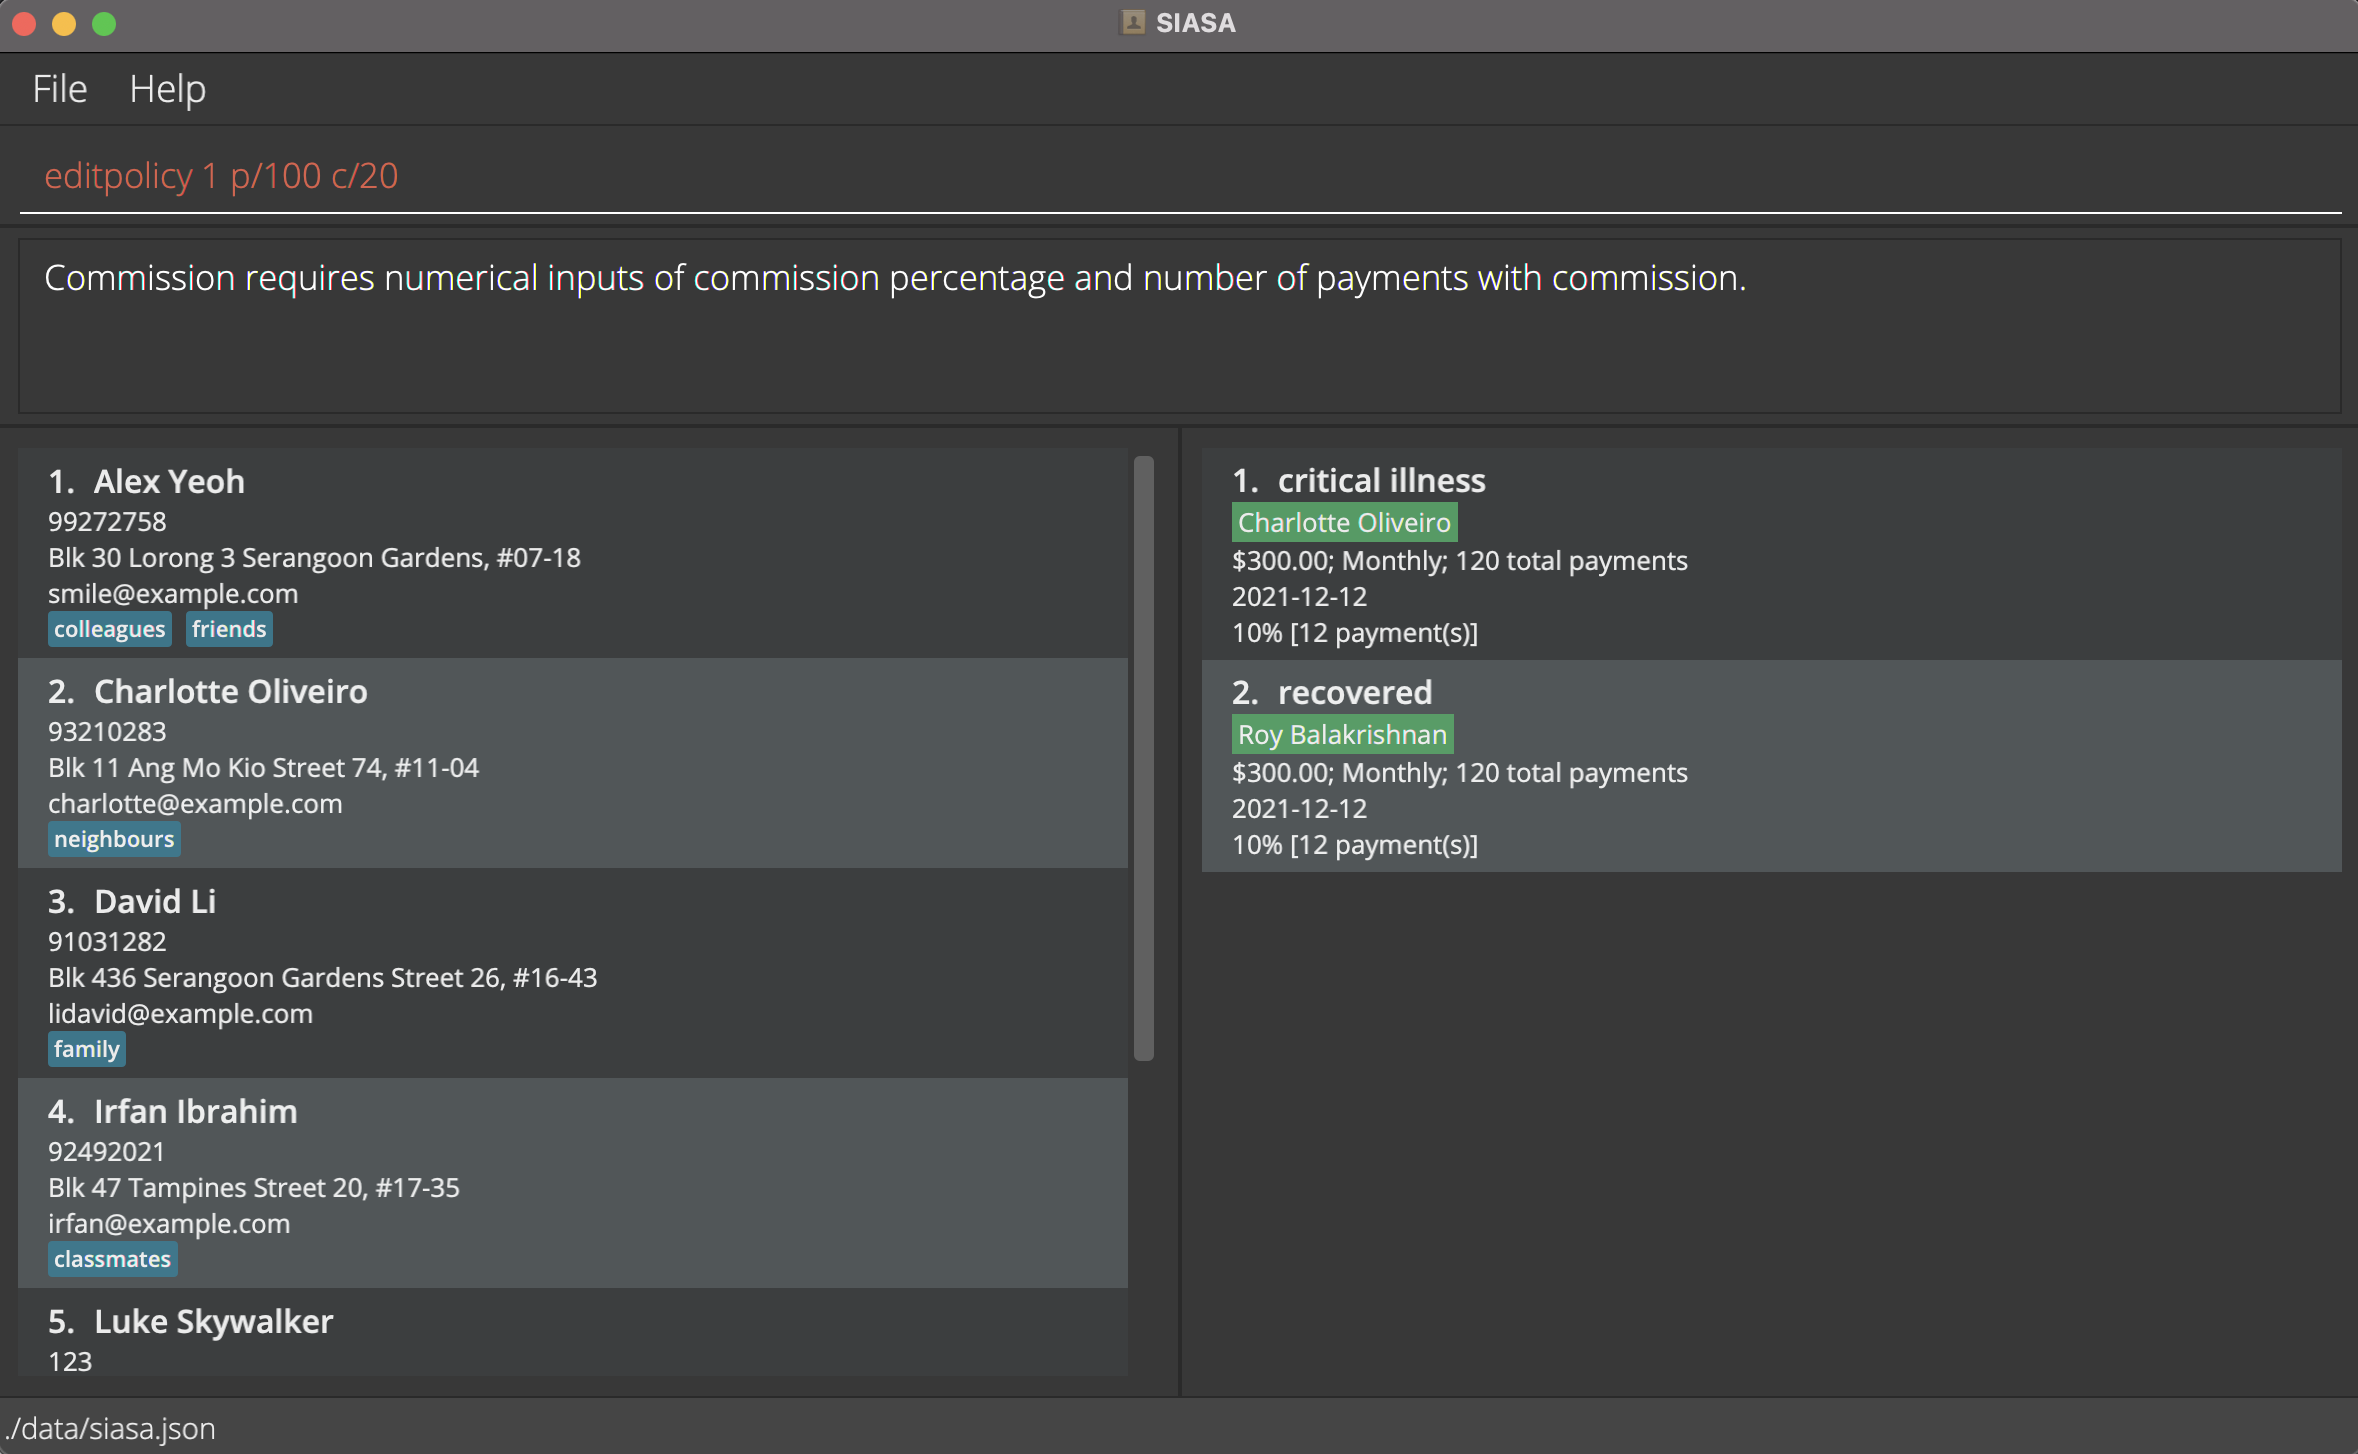 SIASA
File Help
editpolicy 1 p/100 c/20
Commission requires numerical inputs of commission percentage and number of payments with commission.
1. Alex Yeoh
99272758
Blk 30 Lorong 3 Serangoon Gardens, #07-18
smile@example.com
colleagues friends
2. Charlotte Oliveiro
93210283
Blk 11 Ang Mo Kio Street 74, #11-04
charlotte@example.com
neighbours
3. David Li
91031282
Blk 436 Serangoon Gardens Street 26, #16-43
lidavid@example.com
family
4. Irfan Ibrahim
92492021
Blk 47 Tampines Street 20, #17-35
irfan@example.com
classmates
5. Luke Skywalker
123
1. critical illness
Charlotte Oliveiro
$300.00; Monthly; 120 total payments
2021-12-12
10% [12 payment(s)]
2. recovered
Roy Balakrishnan
$300.00; Monthly; 120 total payments
2021-12-12
10% [12 payment(s)]
./data/siasa.json